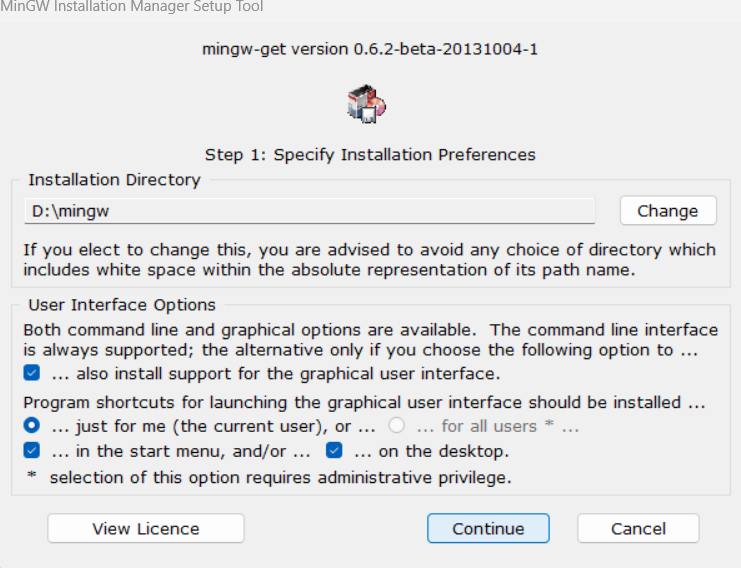 MinGW Installation Manager Setup Tool
mingw-get version 0.6.2-beta-20131004-1
Step 1: Specify Installation Preferences
Installation Directory
D:\mingw
Change
If you elect to change this, you are advised to avoid any choice of directory which
includes white space within the absolute representation of its path name.
User Interface Options
Both command line and graphical options are available. The command line interface
is always supported; the alternative only if you choose the following option to ...
... also install support for the graphical user interface.
Program shortcuts for launching the graphical user interface should be installed ...
... just for me (the current user), or ... ... for all users * ...
... in the start menu, and/or ... ... on the desktop.
* selection of this option requires administrative privilege.
View Licence Continue Cancel